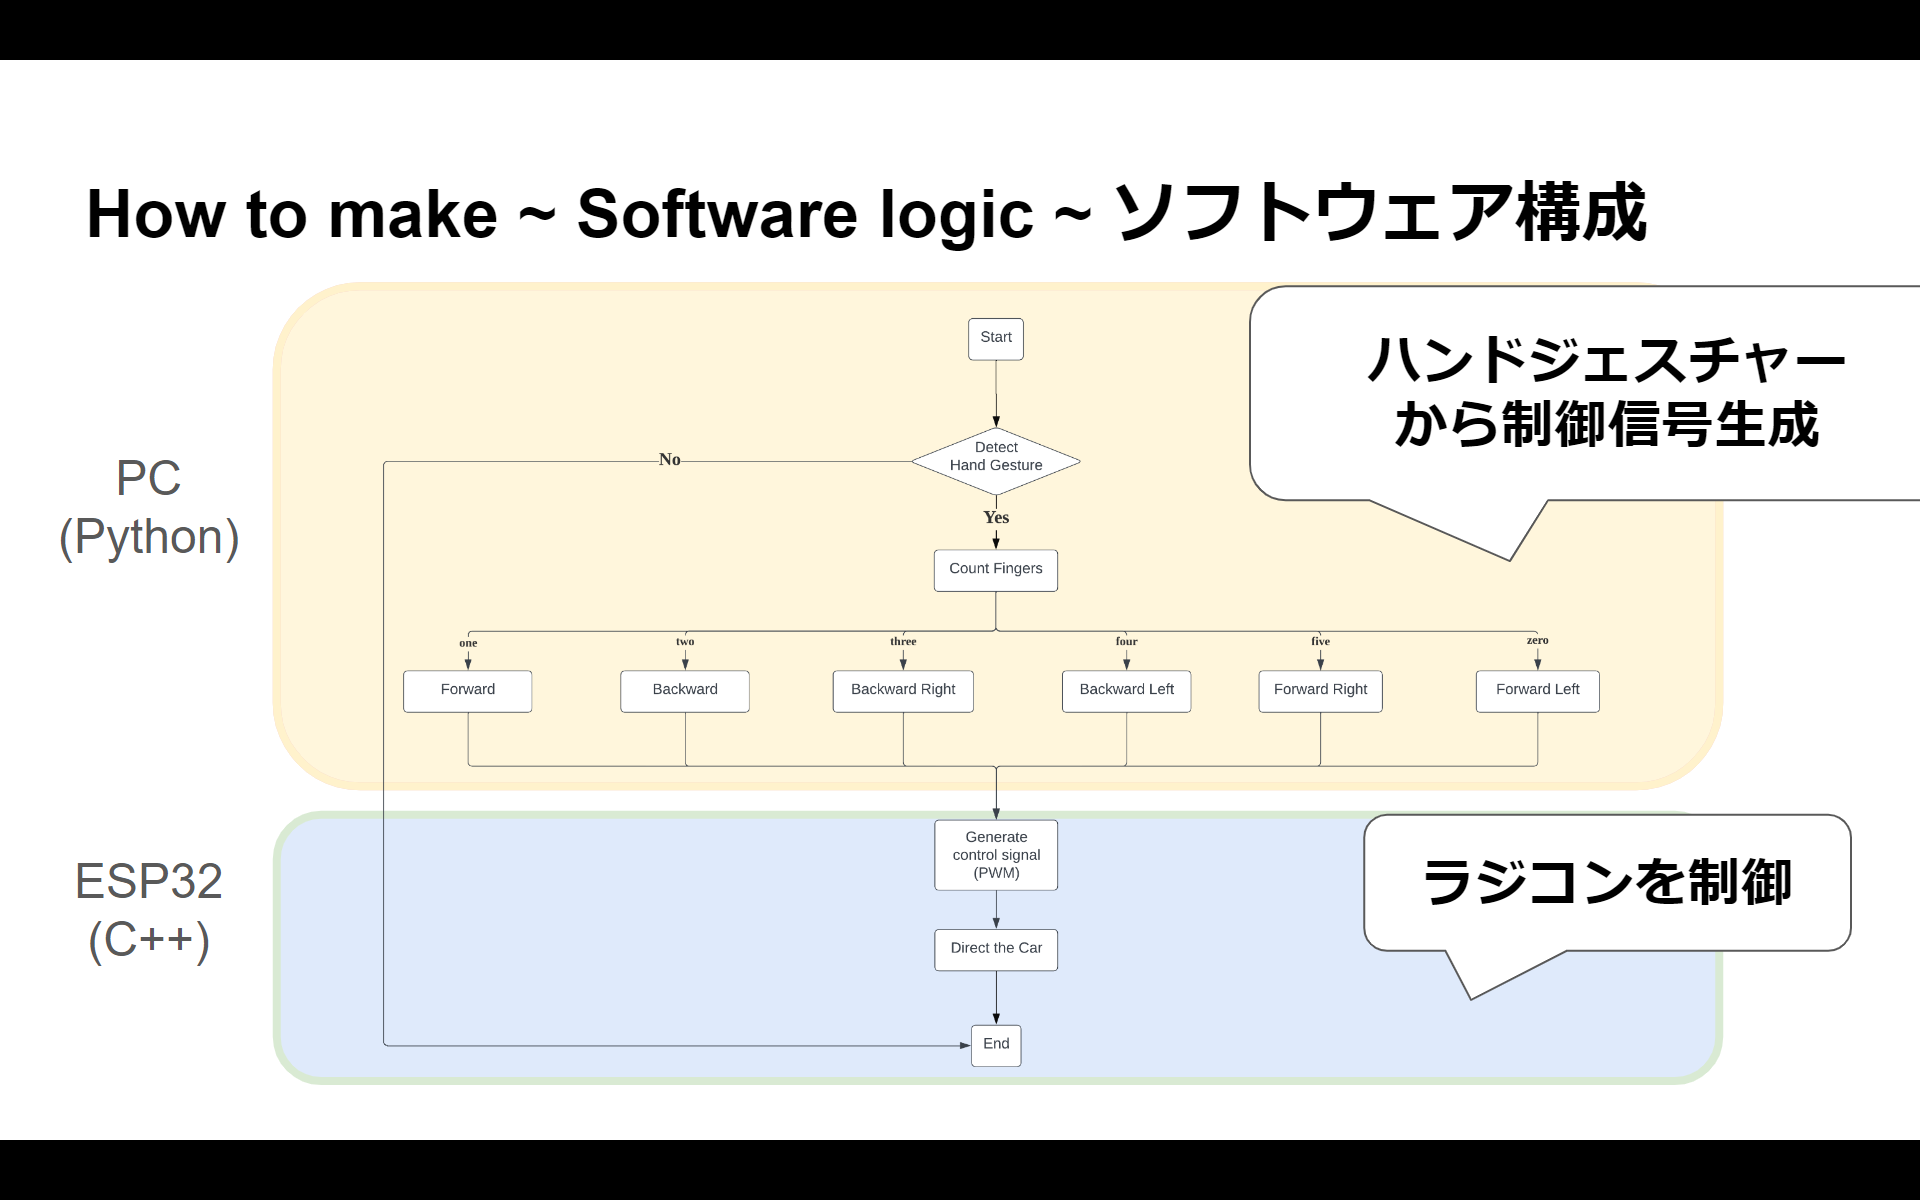 How to make ~ Software logic ~ ソフトウェア構成
PC
(Python)
Start
Detect
Hand Gesture
No
Yes
Count Fingers
one
two
three
four
five
zero
Forward
Backward
Backward Right
Backward Left
Forward Right
Forward Left
ハンドジェスチャー
から制御信号生成
ESP32
(C++)
Generate
control signal
(PWM)
Direct the Car
End
ラジコンを制御